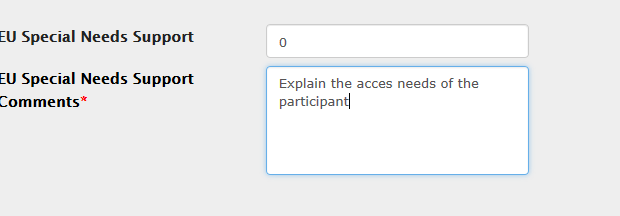 EU Special Needs Support
0
EU Special Needs Support
Comments*
Explain the acces needs of the
participant